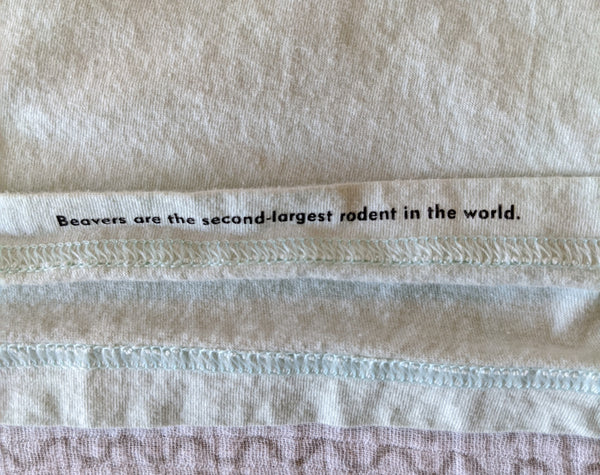 Beavers are the second-largest rodent in the world.